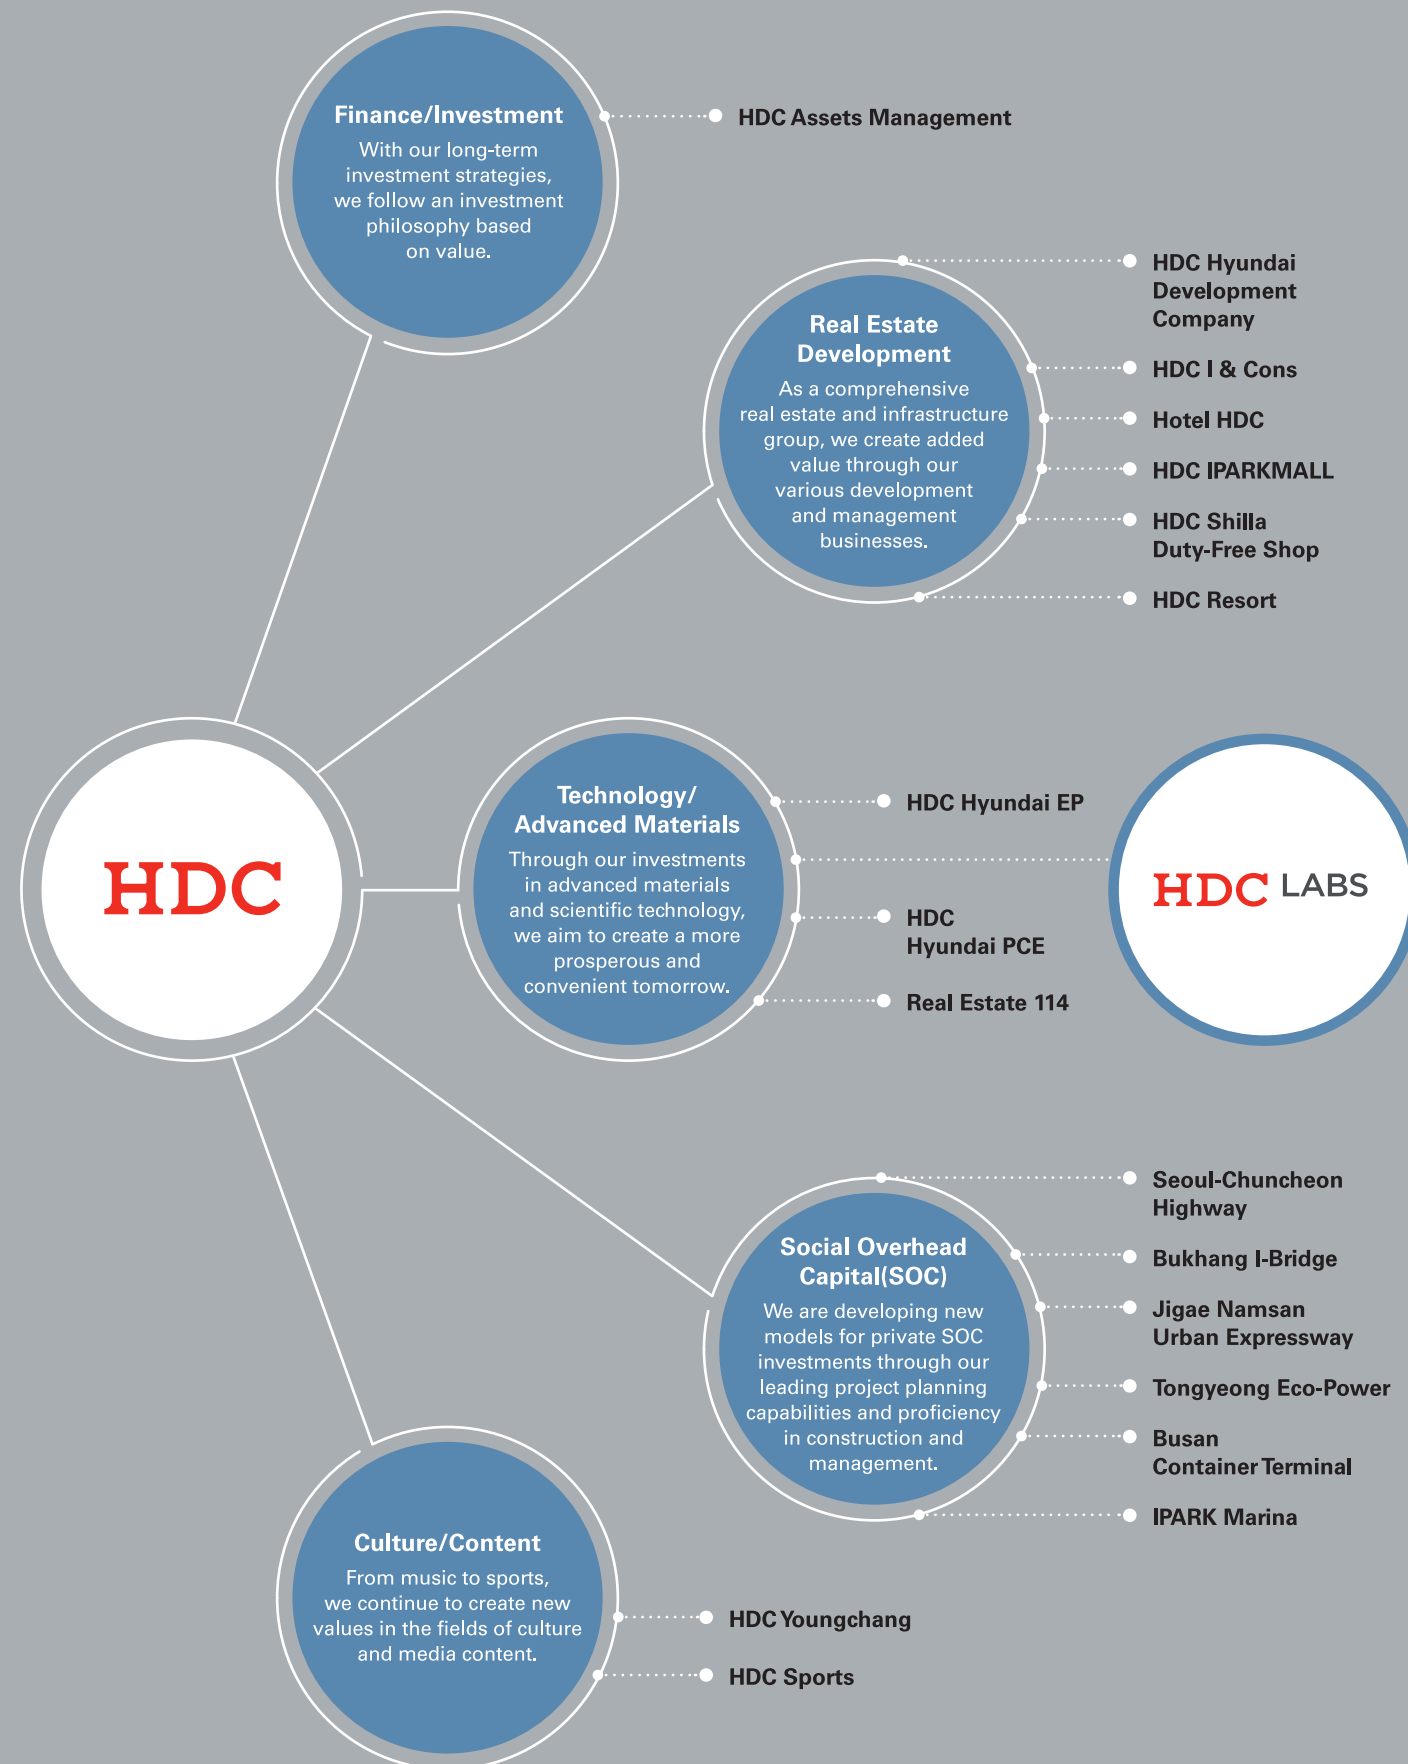 Finance/Investment
With our long-term
investment strategies,
we follow an investment
philosophy based
on value.
HDC Assets Management
Real Estate
Development
As a comprehensive
real estate and infrastructure
group, we create added
value through our
various development
and management
businesses.
HDC Hyundai
Development
Company
HDC I & Cons
Hotel HDC
HDC IPARKMALL
HDC Shilla
Duty-Free Shop
HDC Resort
HDC
Technology/
Advanced Materials
Through our investments
in advanced materials
and scientific technology,
we aim to create a more
prosperous and
convenient tomorrow.
HDC Hyundai EP
HDC LABS
HDC
Hyundai PCE
Real Estate 114
Social Overhead
Capital(SOC)
We are developing new
models for private SOC
investments through our
leading project planning
capabilities and proficiency
in construction and
management.
Seoul-Chuncheon
Highway
Bukhang I-Bridge
Jigae Namsan
Urban Expressway
Tongyeong Eco-Power
Busan
Container Terminal
IPARK Marina
Culture/Content
From music to sports,
we continue to create new
values in the fields of culture
and media content.
HDC Youngchang
HDC Sports